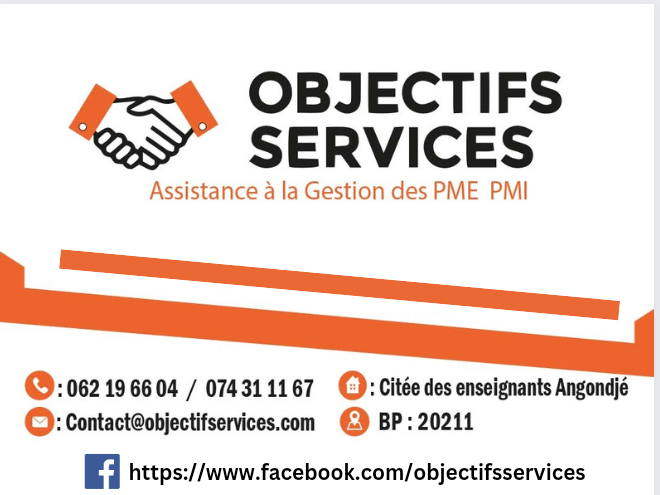 OBJECTIFS
SERVICES
Assistance à la Gestion des PME PMI
: 062 19 66 04 / 074 31 11 67
: Citée des enseignants Angondjé
: Contact@objectifservices.com
BP : 20211
https://www.facebook.com/objectifsservices